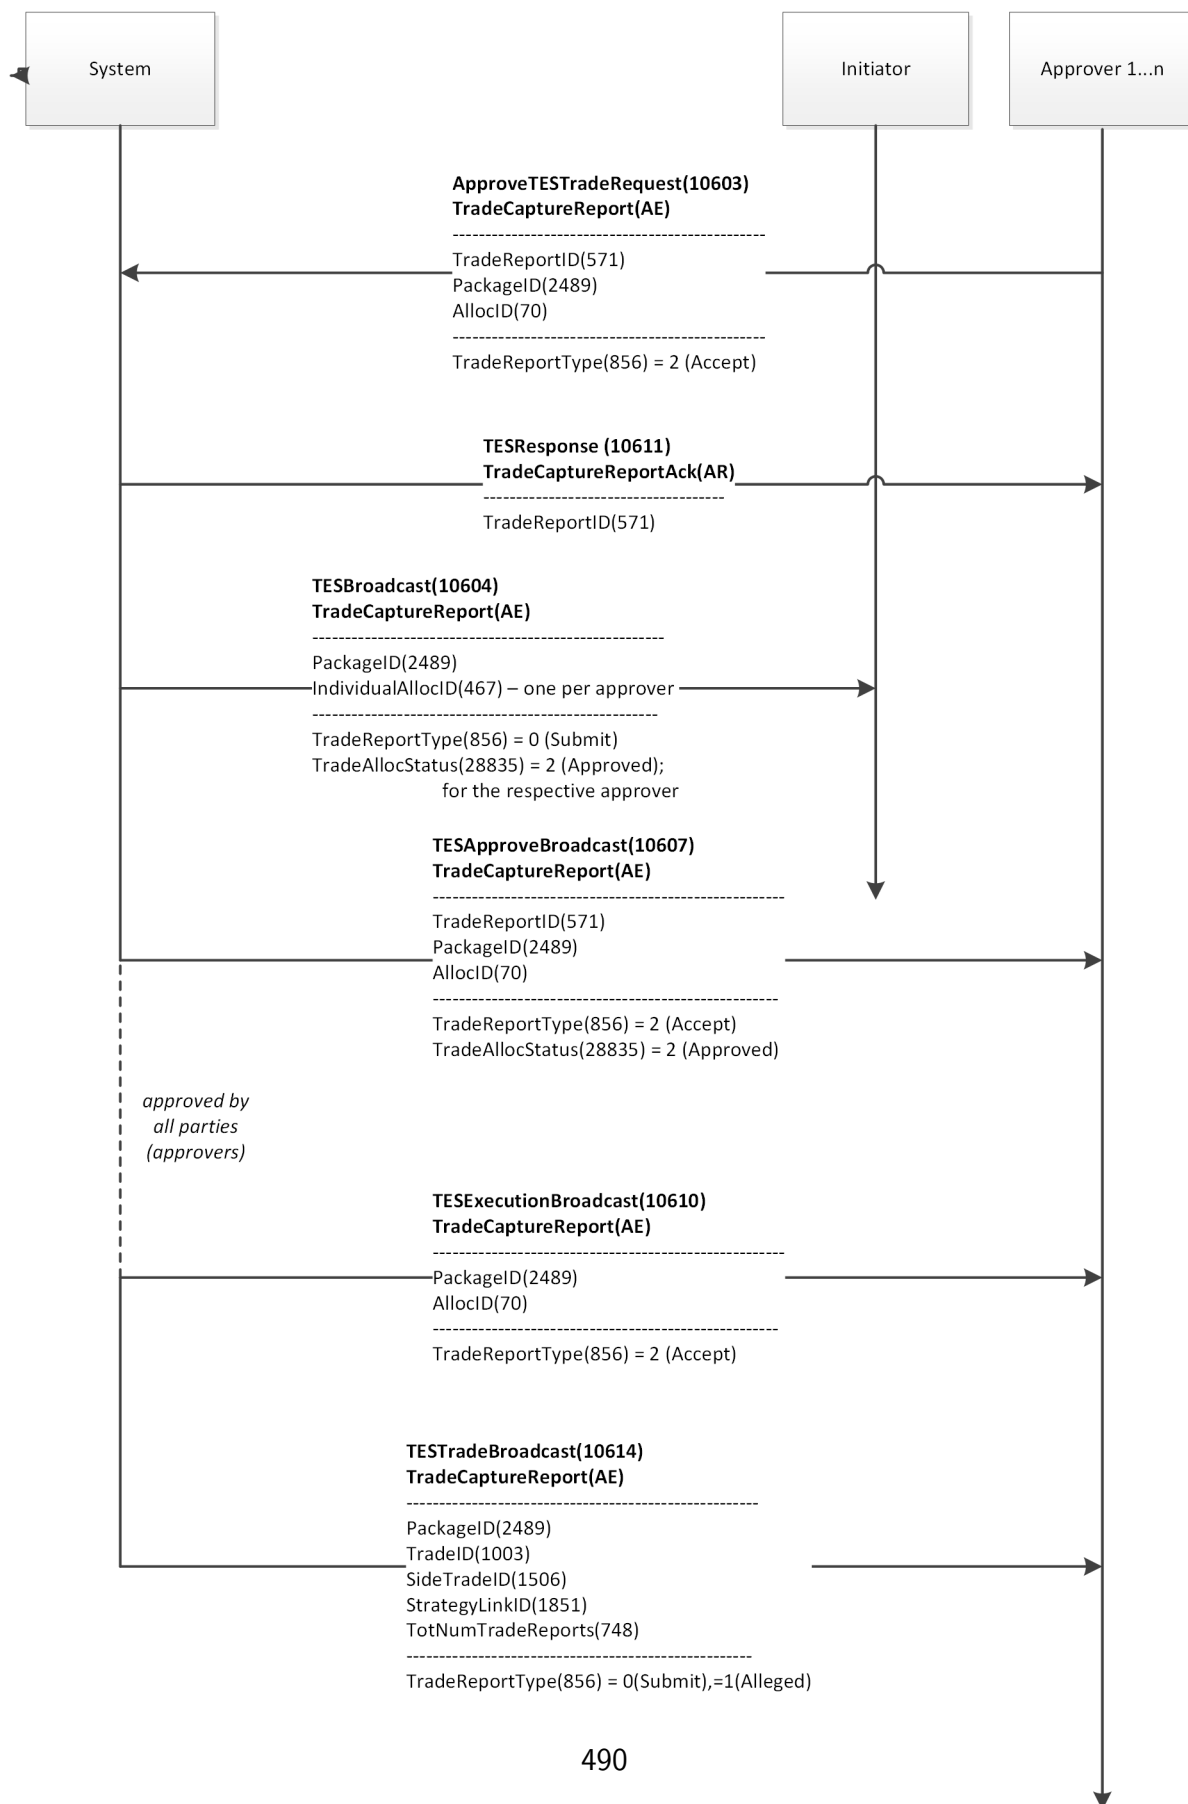 System
Initiator
Approver 1...n
ApproveTESTradeRequest(10603)
TradeCaptureReport(AE)
------------------------------------------------
TradeReportID(571)
PackageID(2489)
AllocID(70)
------------------------------------------------
TradeReportType(856) = 2 (Accept)
TESResponse (10611)
TradeCaptureReportAck(AR)
-------------------------------------
TradeReportID(571)
TESBroadcast(10604)
TradeCaptureReport(AE)
------------------------------------------------------
PackageID(2489)
IndividualAllocID(467) – one per approver
-----------------------------------------------------
TradeReportType(856) = 0 (Submit)
TradeAllocStatus(28835) = 2 (Approved);
for the respective approver
TESApproveBroadcast(10607)
TradeCaptureReport(AE)
------------------------------------------------------
TradeReportID(571)
PackageID(2489)
AllocID(70)
-----------------------------------------------------
TradeReportType(856) = 2 (Accept)
TradeAllocStatus(28835) = 2 (Approved)
approved by
all parties
(approvers)
TESExecutionBroadcast(10610)
TradeCaptureReport(AE)
------------------------------------------------------
PackageID(2489)
AllocID(70)
-----------------------------------------------------
TradeReportType(856) = 2 (Accept)
TESTradeBroadcast(10614)
TradeCaptureReport(AE)
------------------------------------------------------
PackageID(2489)
TradeID(1003)
SideTradeID(1506)
StrategyLinkID(1851)
TotNumTradeReports(748)
-----------------------------------------------------
TradeReportType(856) = 0(Submit),=1(Alleged)
490